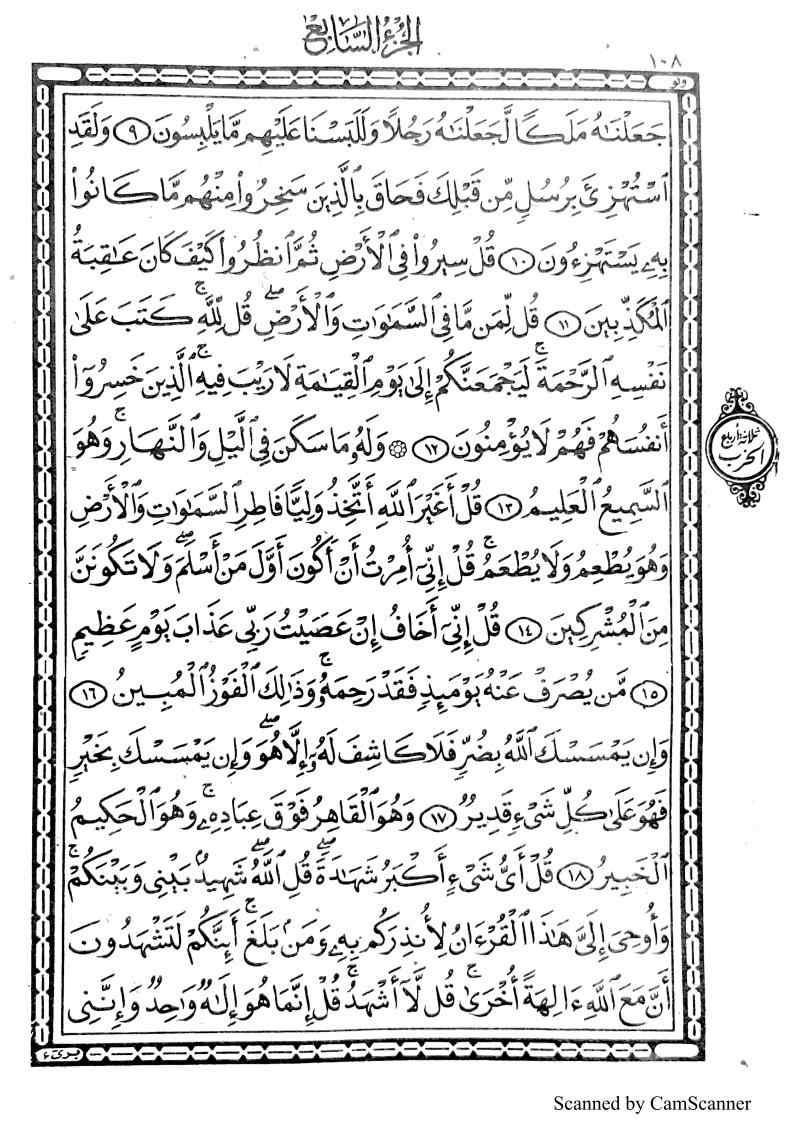 الجزء السابع
١٠٨
ولو
جَعَلْنَٰهُ مَلَكًا لَّجَعَلْنَٰهُ رَجُلًا وَلَلَبَسْنَا عَلَيْهِم مَّا يَلْبِسُونَ ٩ وَلَقَدِ
ٱسْتُهْزِئَ بِرُسُلٍ مِّن قَبْلِكَ فَحَاقَ بِٱلَّذِينَ سَخِرُوا۟ مِنْهُم مَّا كَانُوا۟
بِهِۦ يَسْتَهْزِءُونَ ١٠ قُلْ سِيرُوا۟ فِى ٱلْأَرْضِ ثُمَّ ٱنظُرُوا۟ كَيْفَ كَانَ عَٰقِبَةُ
ٱلْمُكَذِّبِينَ ١١ قُل لِّمَن مَّا فِى ٱلسَّمَٰوَٰتِ وَٱلْأَرْضِ ۖ قُل لِّلَّهِ ۚ كَتَبَ عَلَىٰ
نَفْسِهِ ٱلرَّحْمَةَ ۚ لَيَجْمَعَنَّكُمْ إِلَىٰ يَوْمِ ٱلْقِيَٰمَةِ لَا رَيْبَ فِيهِ ۚ ٱلَّذِينَ خَسِرُوٓا۟
أَنفُسَهُمْ فَهُمْ لَا يُؤْمِنُونَ ١٢ ۞ وَلَهُۥ مَا سَكَنَ فِى ٱلَّيْلِ وَٱلنَّهَارِ ۚ وَهُوَ
ثلاثة أرباع
الحزب
ٱلسَّمِيعُ ٱلْعَلِيمُ ١٣ قُلْ أَغَيْرَ ٱللَّهِ أَتَّخِذُ وَلِيًّا فَاطِرِ ٱلسَّمَٰوَٰتِ وَٱلْأَرْضِ
وَهُوَ يُطْعِمُ وَلَا يُطْعَمُ ۗ قُلْ إِنِّىٓ أُمِرْتُ أَنْ أَكُونَ أَوَّلَ مَنْ أَسْلَمَ ۖ وَلَا تَكُونَنَّ
مِنَ ٱلْمُشْرِكِينَ ١٤ قُلْ إِنِّىٓ أَخَافُ إِنْ عَصَيْتُ رَبِّى عَذَابَ يَوْمٍ عَظِيمٍ
١٥ مَّن يُصْرَفْ عَنْهُ يَوْمَئِذٍ فَقَدْ رَحِمَهُۥ ۚ وَذَٰلِكَ ٱلْفَوْزُ ٱلْمُبِينُ ١٦
وَإِن يَمْسَسْكَ ٱللَّهُ بِضُرٍّ فَلَا كَاشِفَ لَهُۥٓ إِلَّا هُوَ ۖ وَإِن يَمْسَسْكَ بِخَيْرٍ
فَهُوَ عَلَىٰ كُلِّ شَىْءٍ قَدِيرٌ ١٧ وَهُوَ ٱلْقَاهِرُ فَوْقَ عِبَادِهِۦ ۚ وَهُوَ ٱلْحَكِيمُ
ٱلْخَبِيرُ ١٨ قُلْ أَىُّ شَىْءٍ أَكْبَرُ شَهَٰدَةً ۖ قُلِ ٱللَّهُ ۖ شَهِيدٌۢ بَيْنِى وَبَيْنَكُمْ ۚ
وَأُوحِىَ إِلَىَّ هَٰذَا ٱلْقُرْءَانُ لِأُنذِرَكُم بِهِۦ وَمَنۢ بَلَغَ ۚ أَئِنَّكُمْ لَتَشْهَدُونَ
أَنَّ مَعَ ٱللَّهِ ءَالِهَةً أُخْرَىٰ ۚ قُل لَّآ أَشْهَدُ ۚ قُلْ إِنَّمَا هُوَ إِلَٰهٌ وَٰحِدٌ وَإِنَّنِى
برىء
Scanned by CamScanner